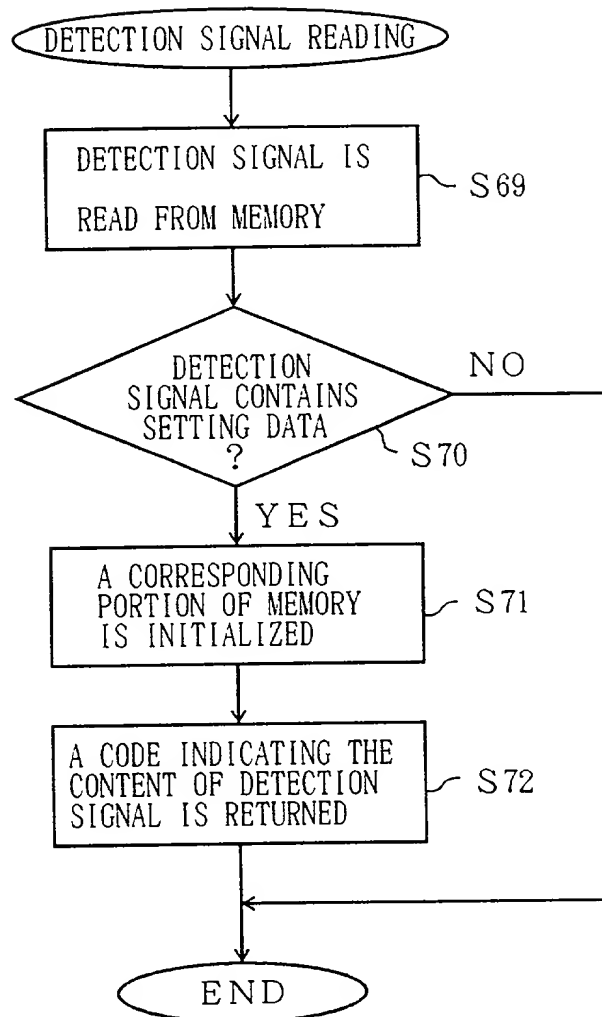 DETECTION SIGNAL READING
DETECTION SIGNAL IS
READ FROM MEMORY
S69
DETECTION
SIGNAL CONTAINS
SETTING DATA
?
NO
S70
YES
A CORRESPONDING
PORTION OF MEMORY
IS INITIALIZED
S71
A CODE INDICATING THE
CONTENT OF DETECTION
SIGNAL IS RETURNED
S72
END